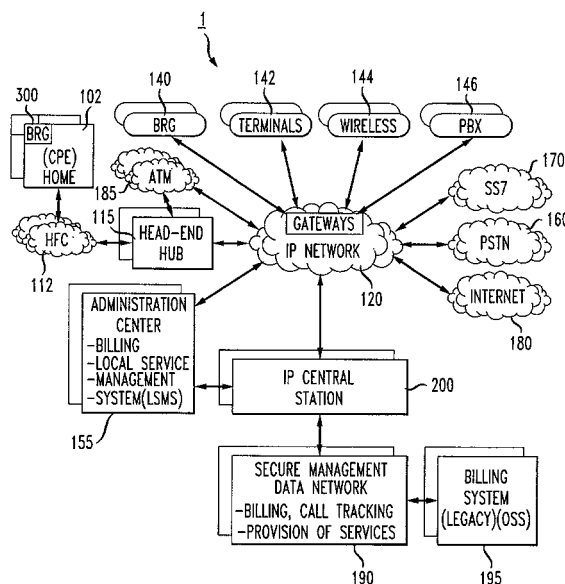 1
300
102
140
142
144
146
BRG
(CPE)
HOME
BRG
TERMINALS
WIRELESS
PBX
185
ATM
170
SS7
115
HFC
112
HEAD-END
HUB
GATEWAYS
IP NETWORK
120
160
PSTN
INTERNET
180
ADMINISTRATION
CENTER
-BILLING
-LOCAL SERVICE
-MANAGEMENT
-SYSTEM(LSMS)
155
IP CENTRAL
STATION
200
SECURE MANAGEMENT
DATA NETWORK
-BILLING, CALL TRACKING
-PROVISION OF SERVICES
190
BILLING
SYSTEM
(LEGACY)(OSS)
195